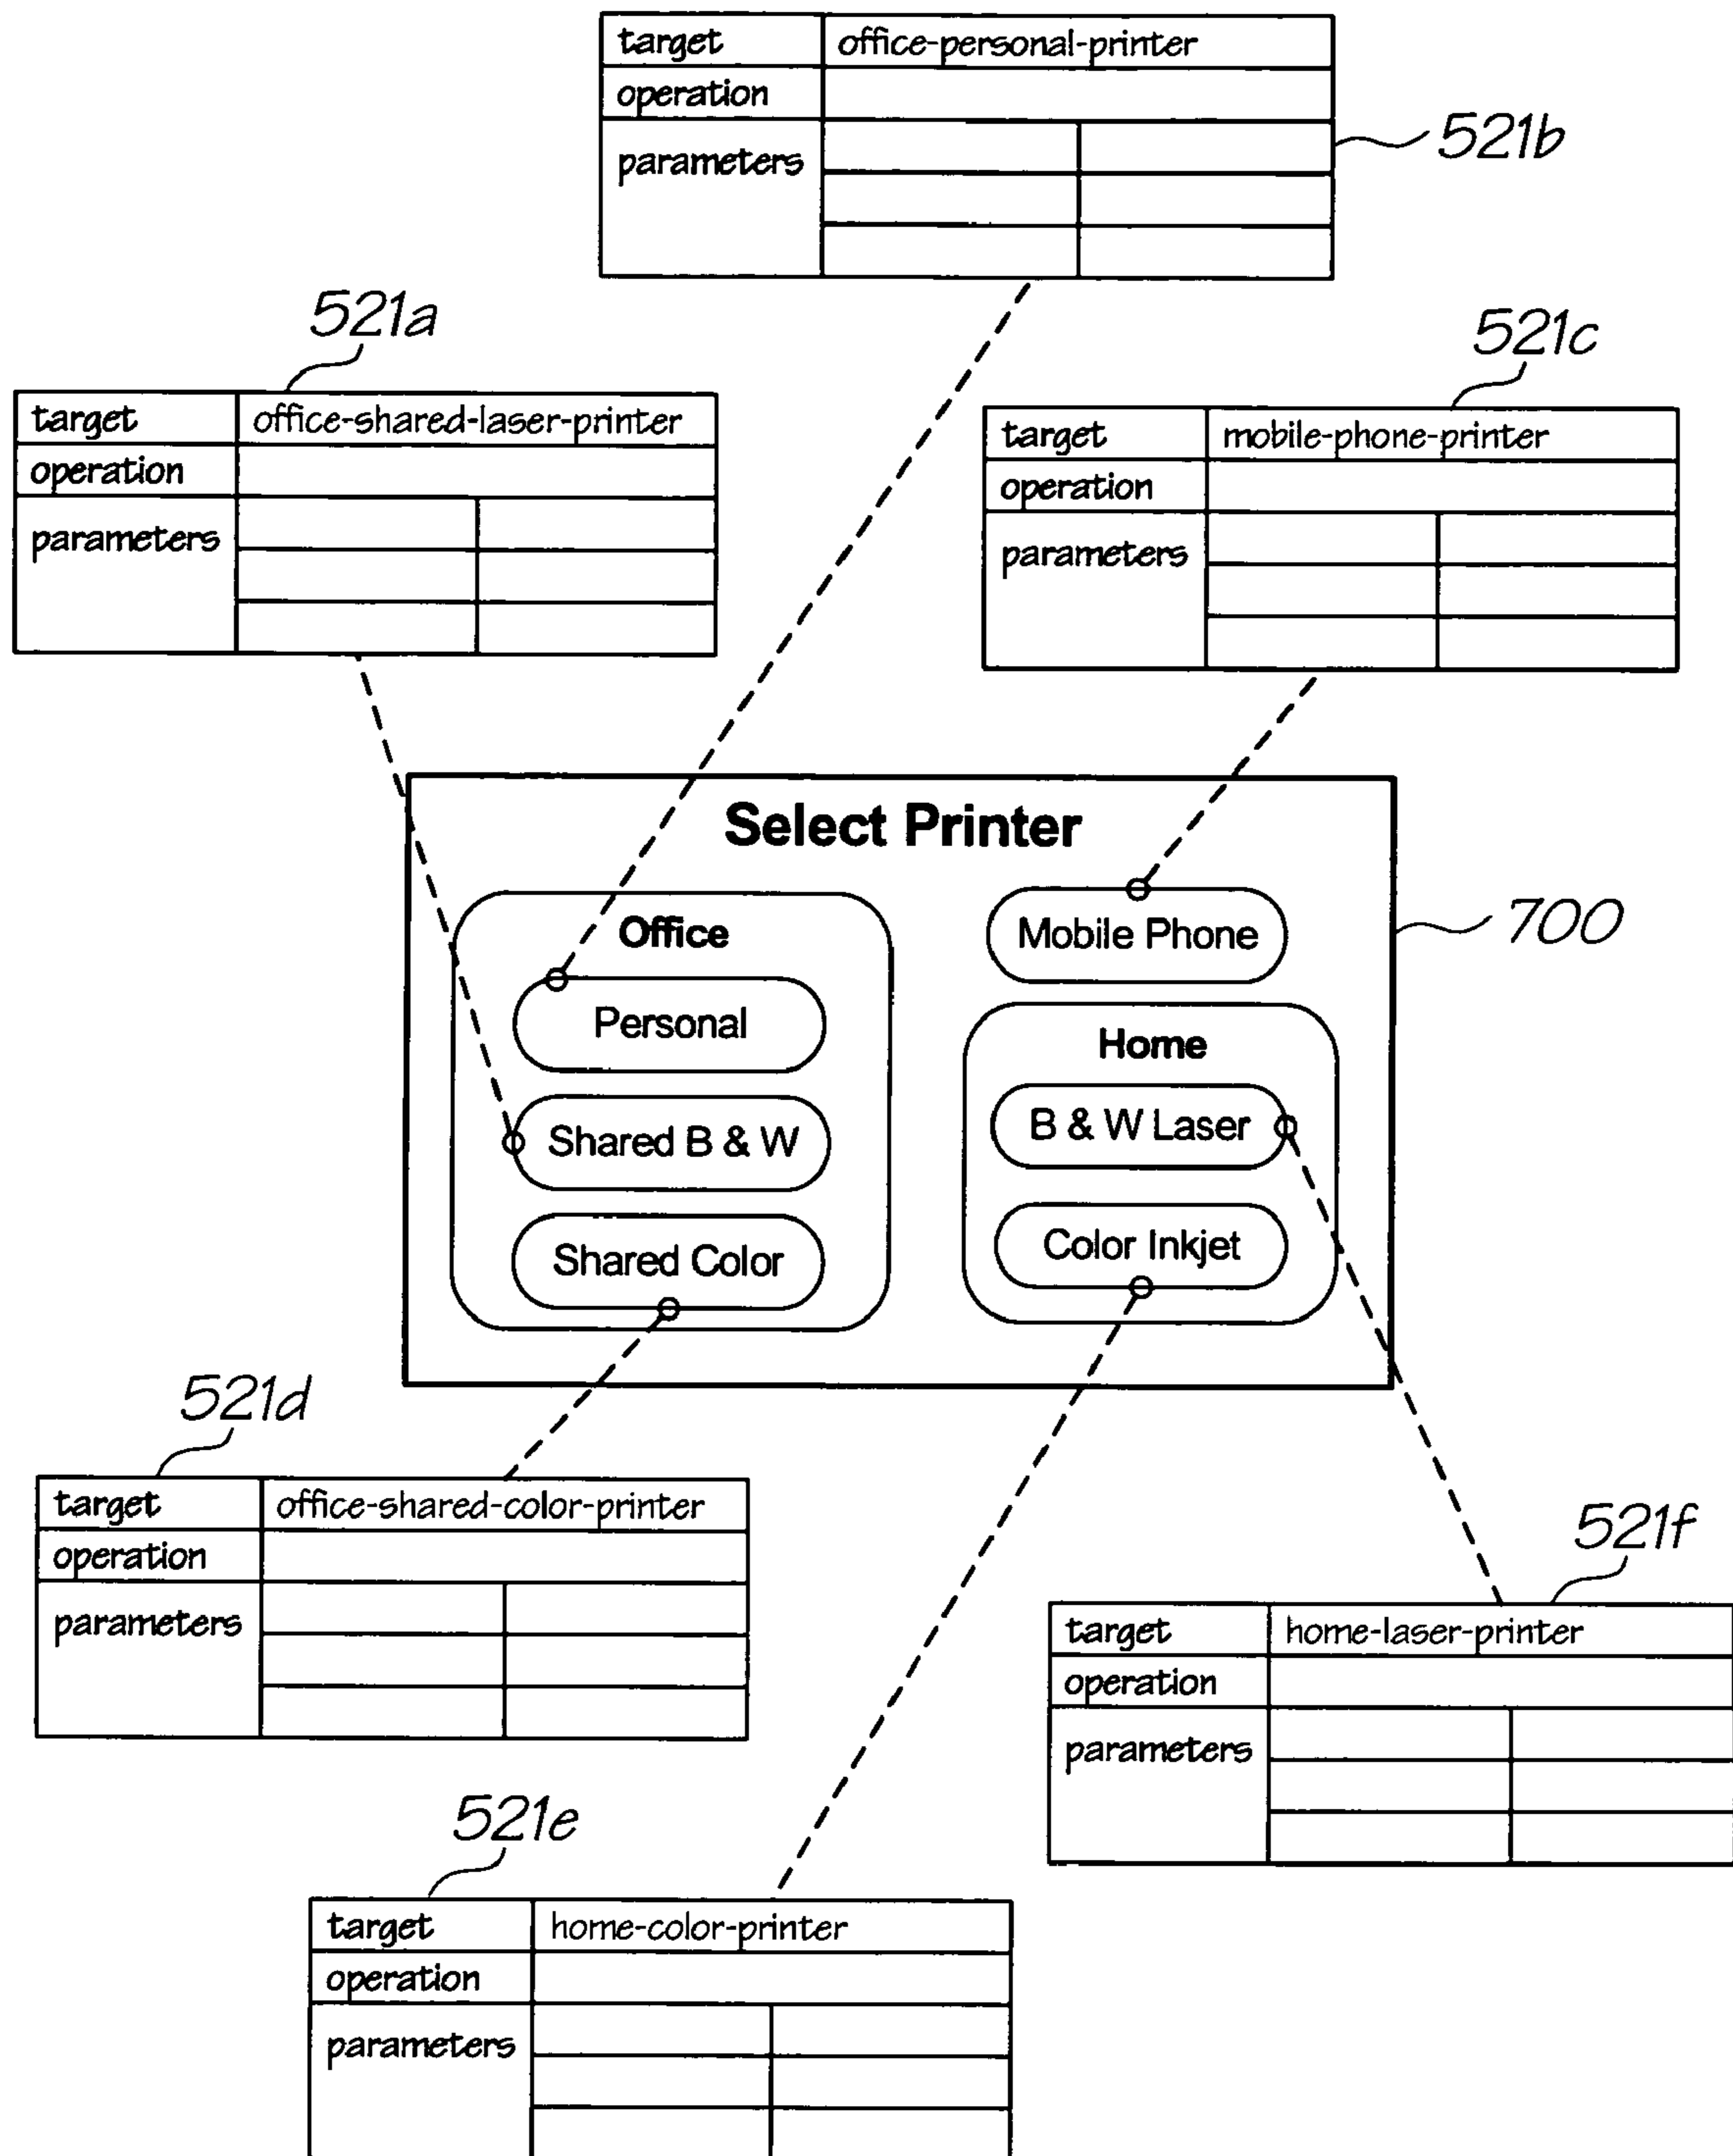 target office-personal-printer
operation
parameters
521b
521a
target office-shared-laser-printer
operation
parameters
521c
target mobile-phone-printer
operation
parameters
Select Printer
700
Office
Personal
Shared B & W
Shared Color
Mobile Phone
Home
B & W Laser
Color Inkjet
521d
target office-shared-color-printer
operation
parameters
521f
target home-laser-printer
operation
parameters
521e
target home-color-printer
operation
parameters